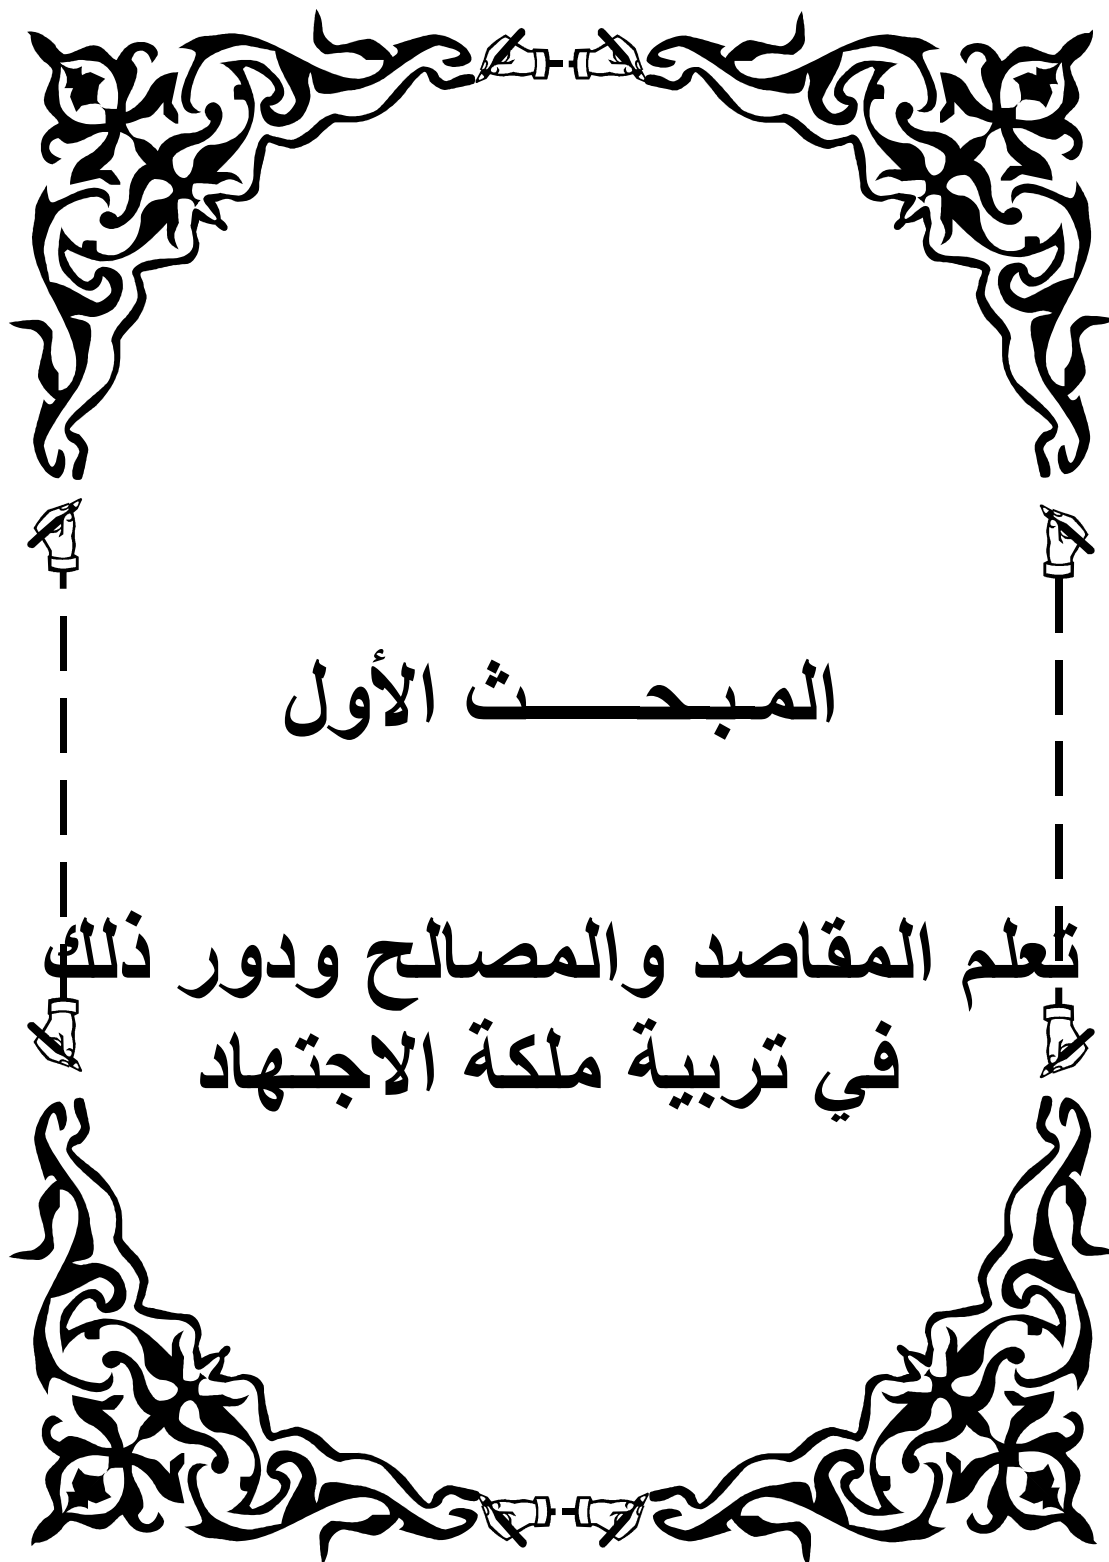 المبحـــــث الأول
تعلم المقاصد والمصالح ودور ذلك
في تربية ملكة الاجتهاد